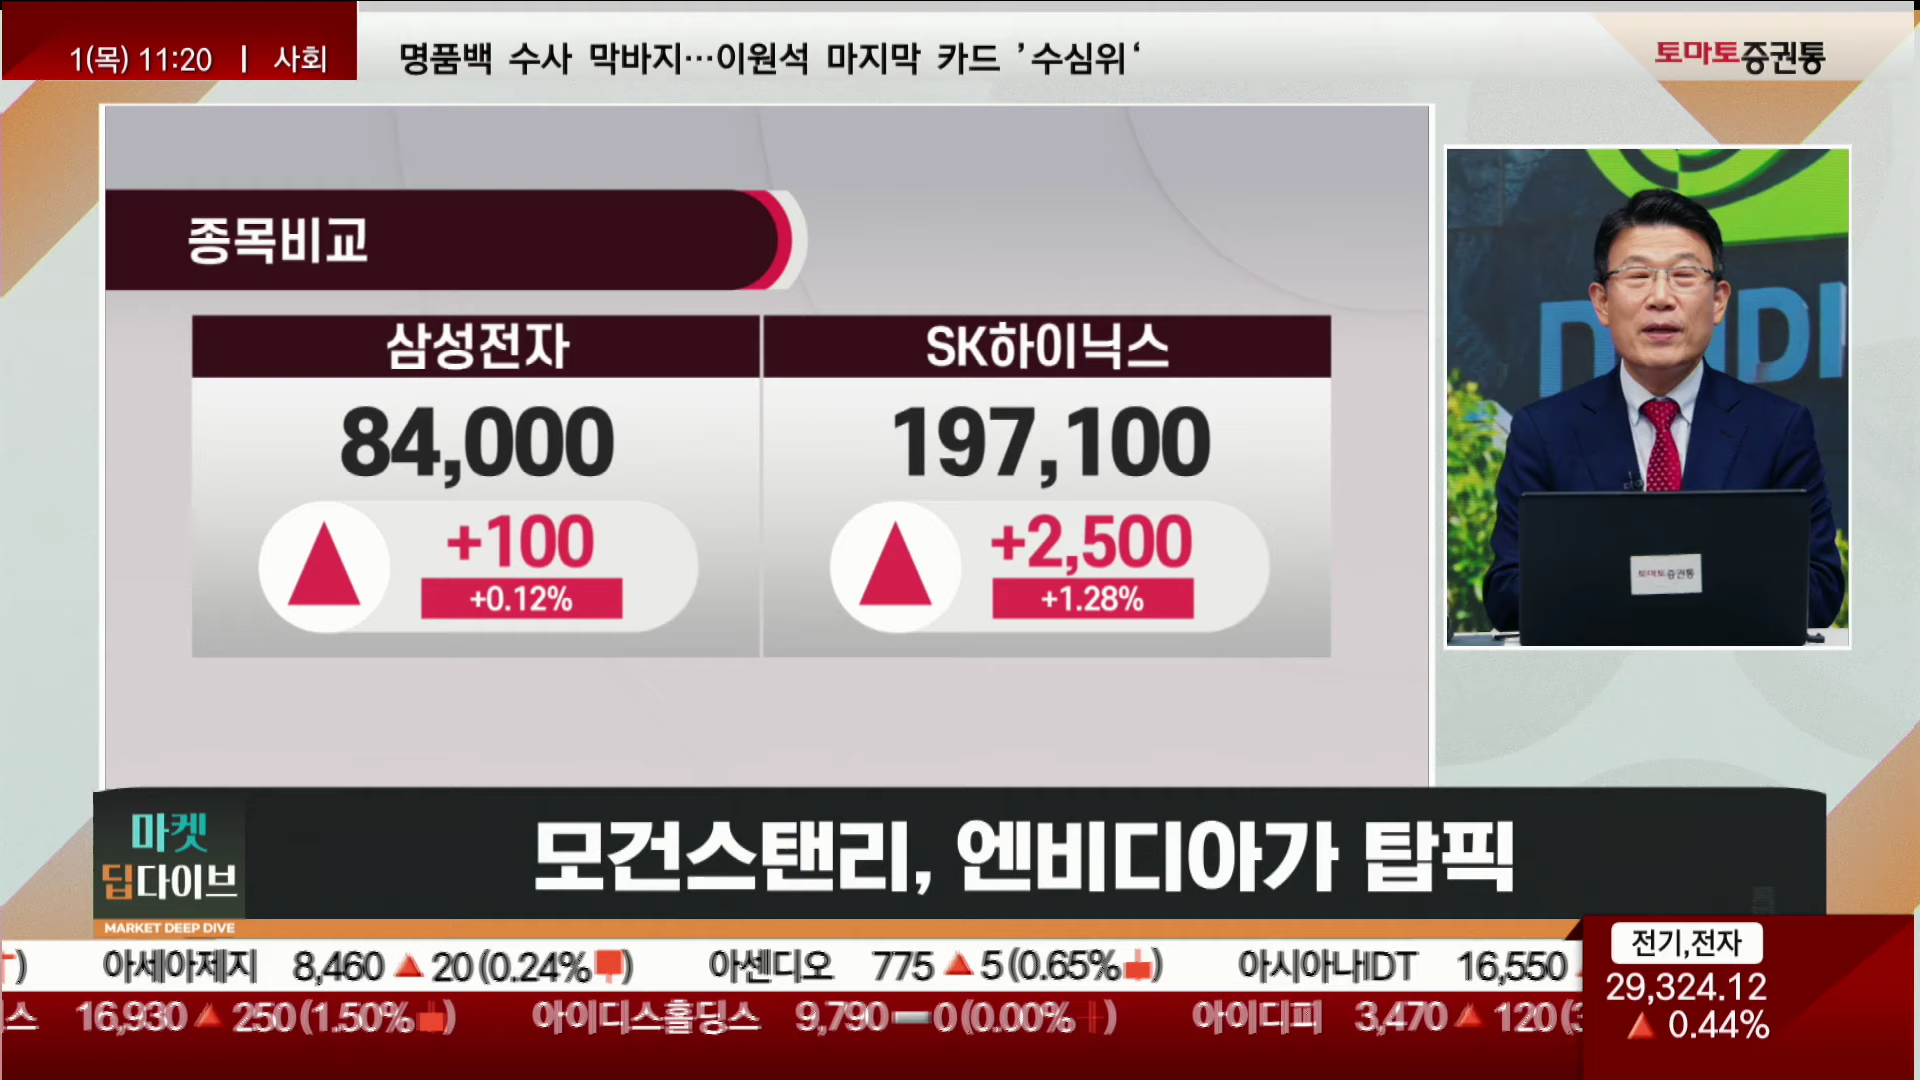 1(목) 11:20 | 사회
명품백 수사 막바지…이원석 마지막 카드 ’수심위‘
토마토증권통
종목비교
삼성전자
84,000
+100
+0.12%
SK하이닉스
197,100
+2,500
+1.28%
토마토증권통
마켓
딥다이브
MARKET DEEP DIVE
모건스탠리, 엔비디아가 탑픽
) 아세아제지 8,460 ▲ 20(0.24%) 아센디오 775 ▲ 5(0.65%) 아시아나IDT 16,550
스 16,930 ▲ 250(1.50%) 아이디스홀딩스 9,790 0(0.00%) 아이디피 3,470 ▲ 120(
전기,전자
29,324.12
▲ 0.44%